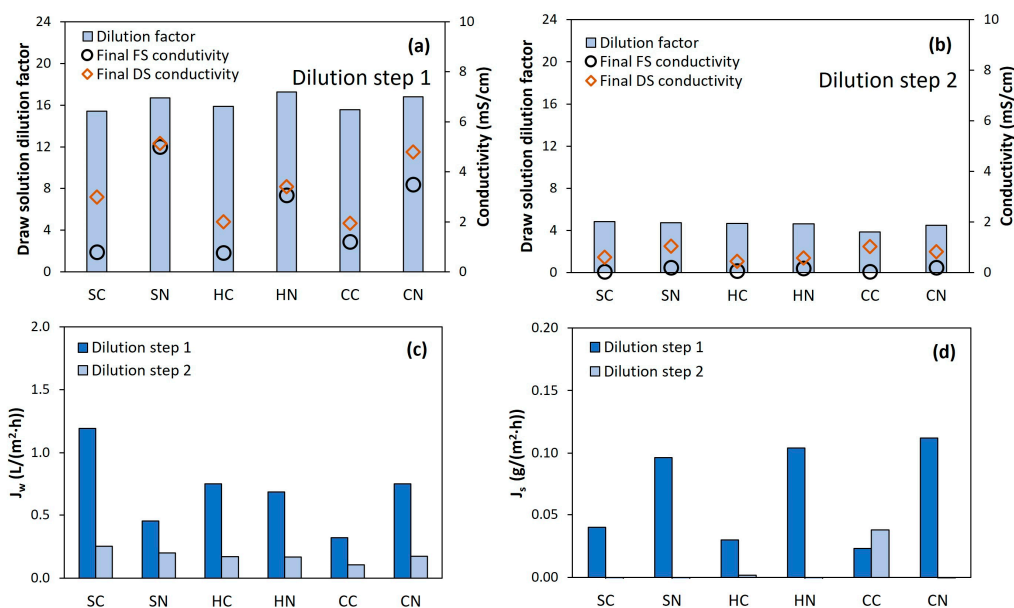 24
20
16
12
8
4
0
Draw solution dilution factor
Dilution factor
Final FS condutivity
Final DS conductivity
(a)
Dilution step 1
10
8
6
4
2
0
Conductivity (mS/cm)
SC SN HC HN CC CN
24
20
16
12
8
4
0
Draw solution dilution factor
Dilution factor
Final FS conductivity
Final DS conductivity
(b)
Dilution step 2
10
8
6
4
2
0
Conductivity (mS/cm)
SC SN HC HN CC CN
2.0
1.5
1.0
0.5
0.0
J_w (L/(m²·h))
Dilution step 1
Dilution step 2
(c)
SC SN HC HN CC CN
0.20
0.15
0.10
0.05
0.00
J_s (g/(m²·h))
Dilution step 1
Dilution step 2
(d)
SC SN HC HN CC CN